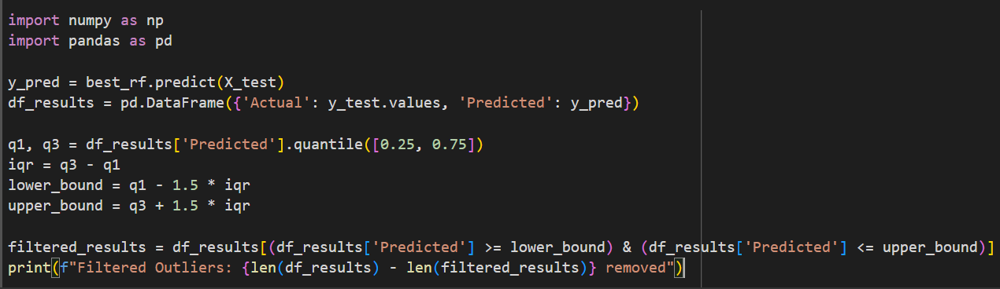 import numpy as np
import pandas as pd
y_pred = best_rf.predict(X_test)
df_results = pd.DataFrame({'Actual': y_test.values, 'Predicted': y_pred})
q1, q3 = df_results['Predicted'].quantile([0.25, 0.75])
iqr = q3 - q1
lower_bound = q1 - 1.5 * iqr
upper_bound = q3 + 1.5 * iqr
filtered_results = df_results[(df_results['Predicted'] >= lower_bound) & (df_results['Predicted'] <= upper_bound)]
print(f"Filtered Outliers: {len(df_results) - len(filtered_results)} removed")